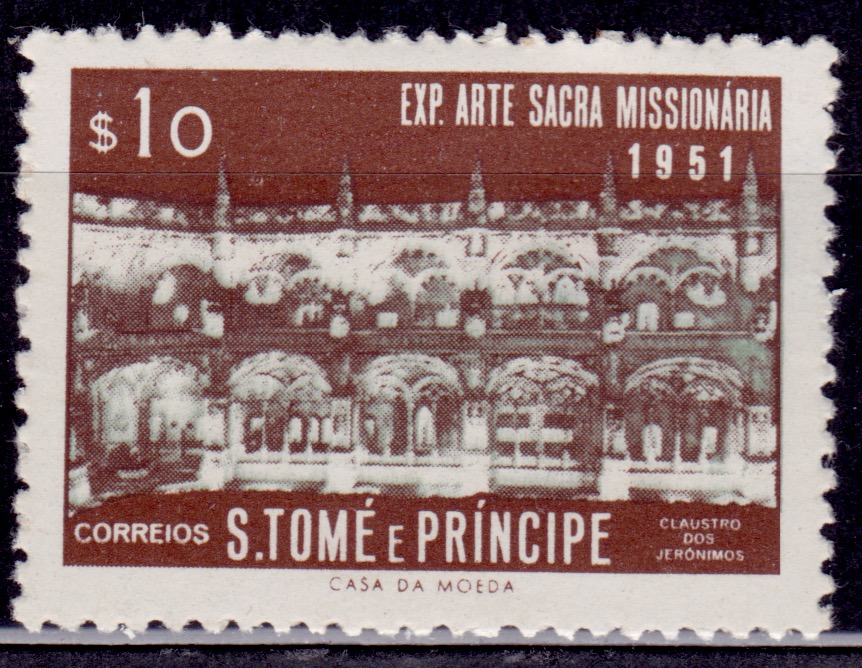 $10
EXP. ARTE SACRA MISSIONÁRIA
1951
CORREIOS
S.TOMÉ E PRÍNCIPE
CLAUSTRO
DOS
JERÓNIMOS
CASA DA MOEDA